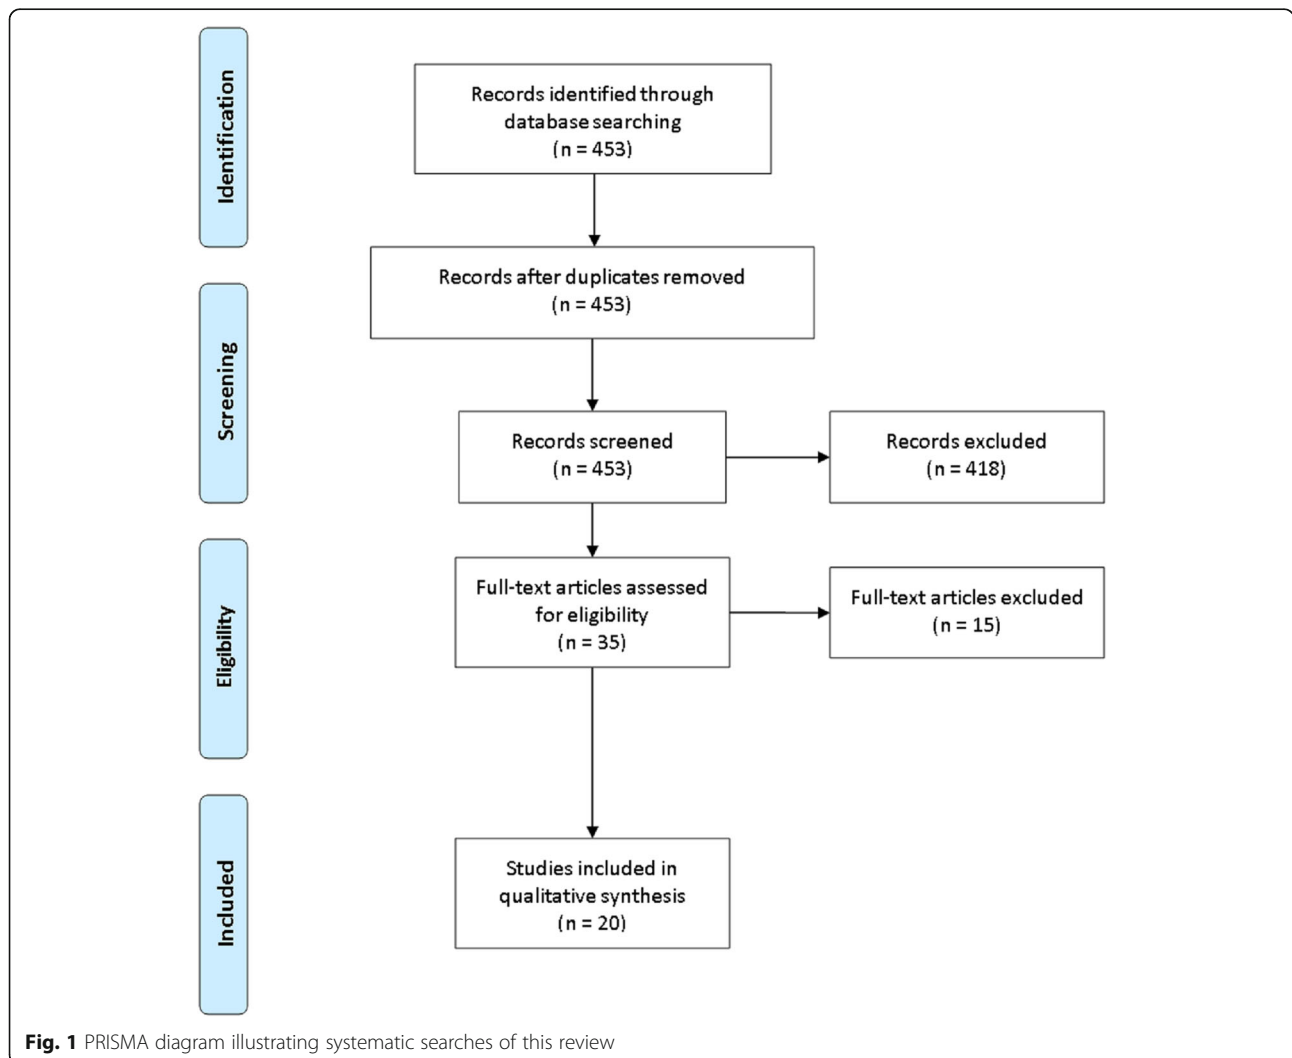 Identification
Records identified through
database searching
(n = 453)
Records after duplicates removed
(n = 453)
Screening
Records screened
(n = 453)
Records excluded
(n = 418)
Eligibility
Full-text articles assessed
for eligibility
(n = 35)
Full-text articles excluded
(n = 15)
Included
Studies included in
qualitative synthesis
(n = 20)
Fig. 1 PRISMA diagram illustrating systematic searches of this review